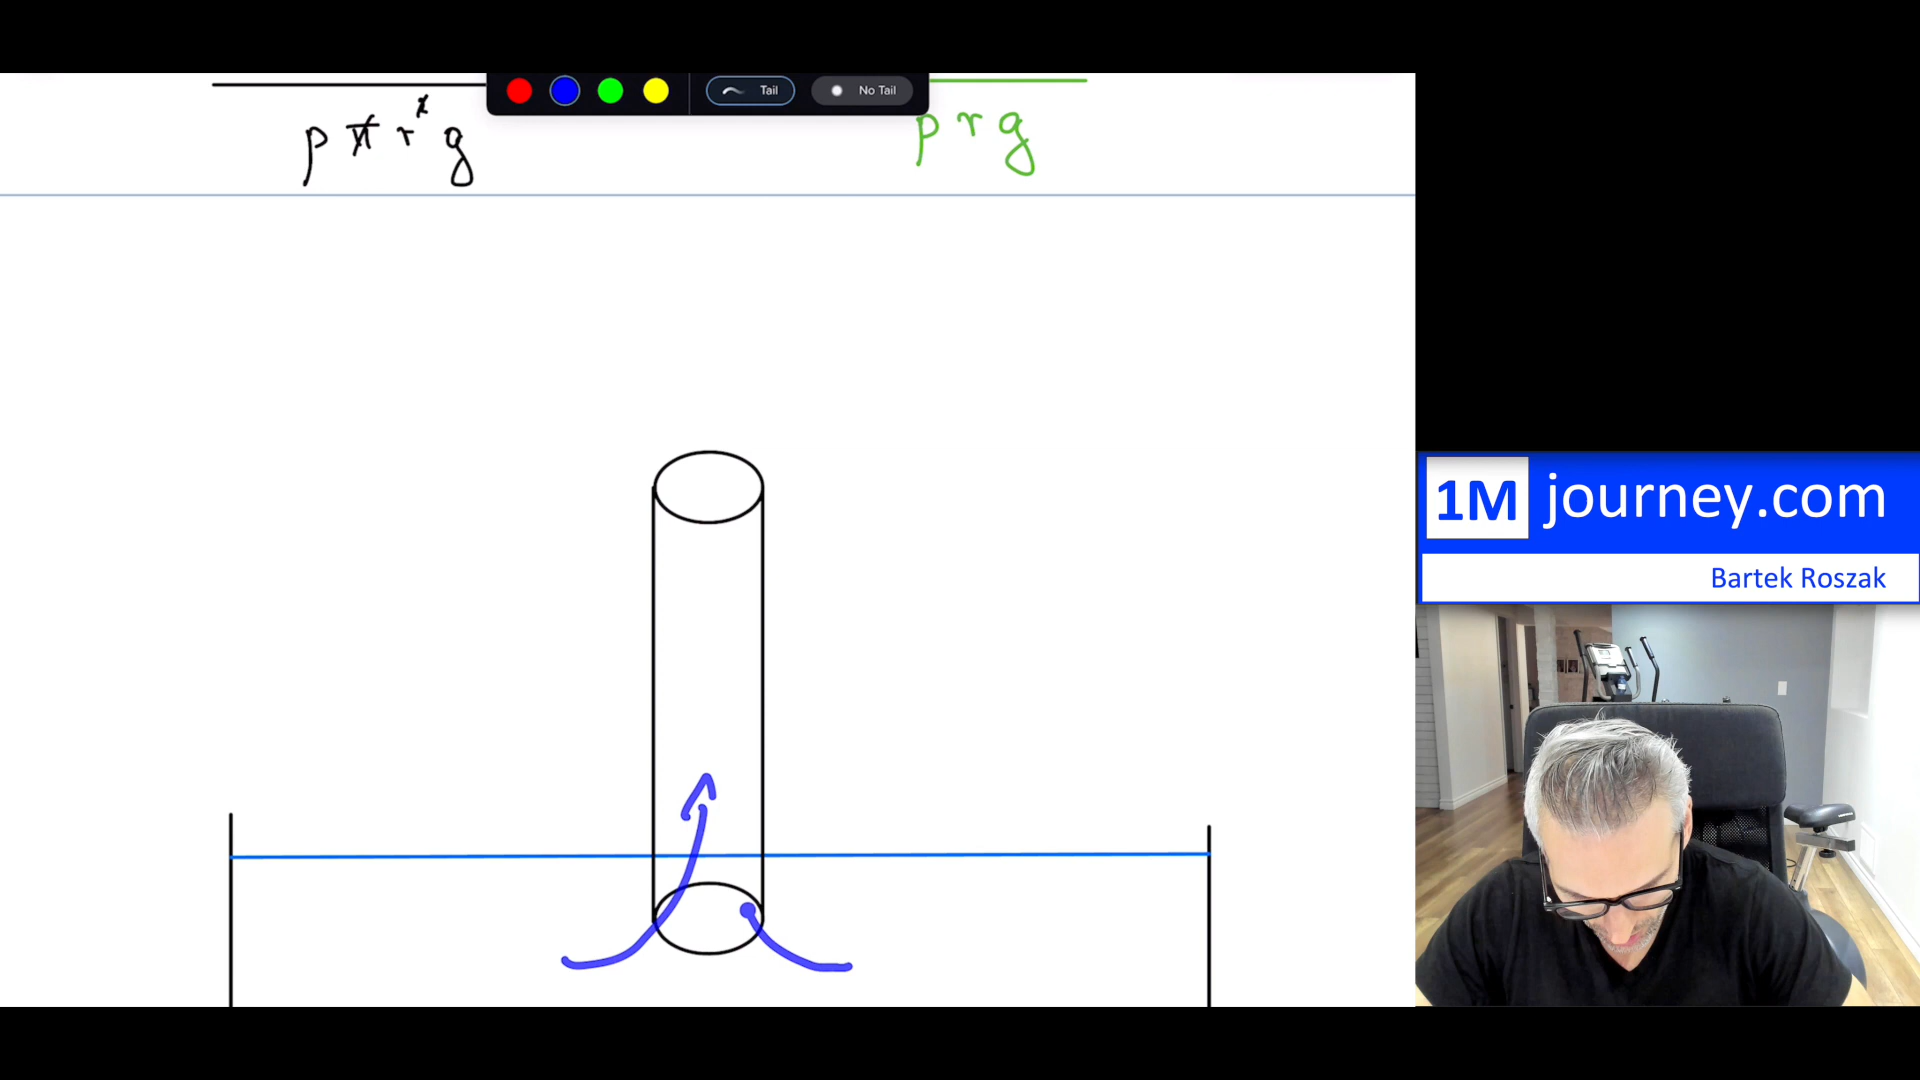 Tail No Tail
p π r² g
p r g
1M journey.com
Bartek Roszak